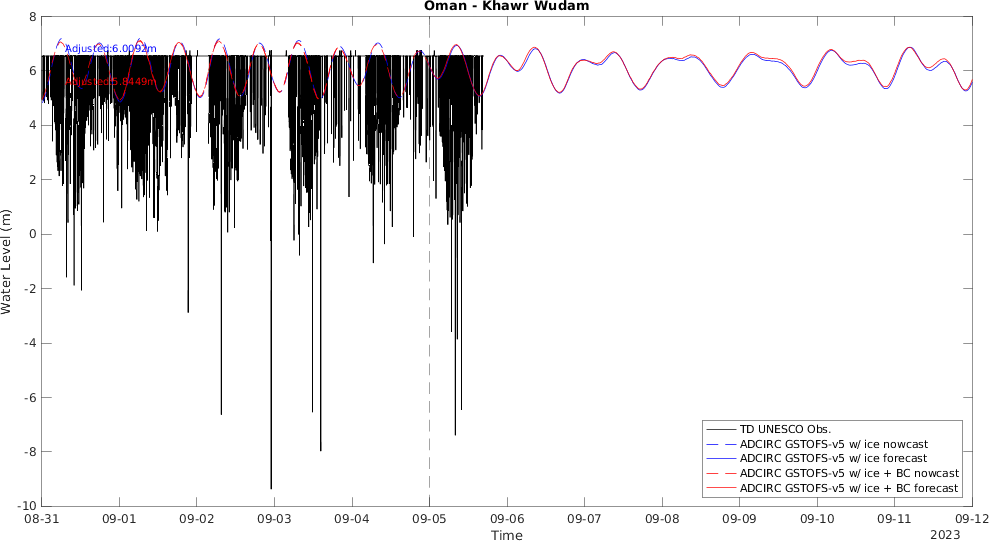 Oman - Khawr Wudam
Adjusted:6.0092m
Adjusted:5.8449m
Water Level (m)
8
6
4
2
0
-2
-4
-6
-8
-10
08-31
09-01
09-02
09-03
09-04
09-05
09-06
09-07
09-08
09-09
09-10
09-11
09-12
Time
2023
TD UNESCO Obs.
ADCIRC GSTOFS-v5 w/ ice nowcast
ADCIRC GSTOFS-v5 w/ ice forecast
ADCIRC GSTOFS-v5 w/ ice + BC nowcast
ADCIRC GSTOFS-v5 w/ ice + BC forecast